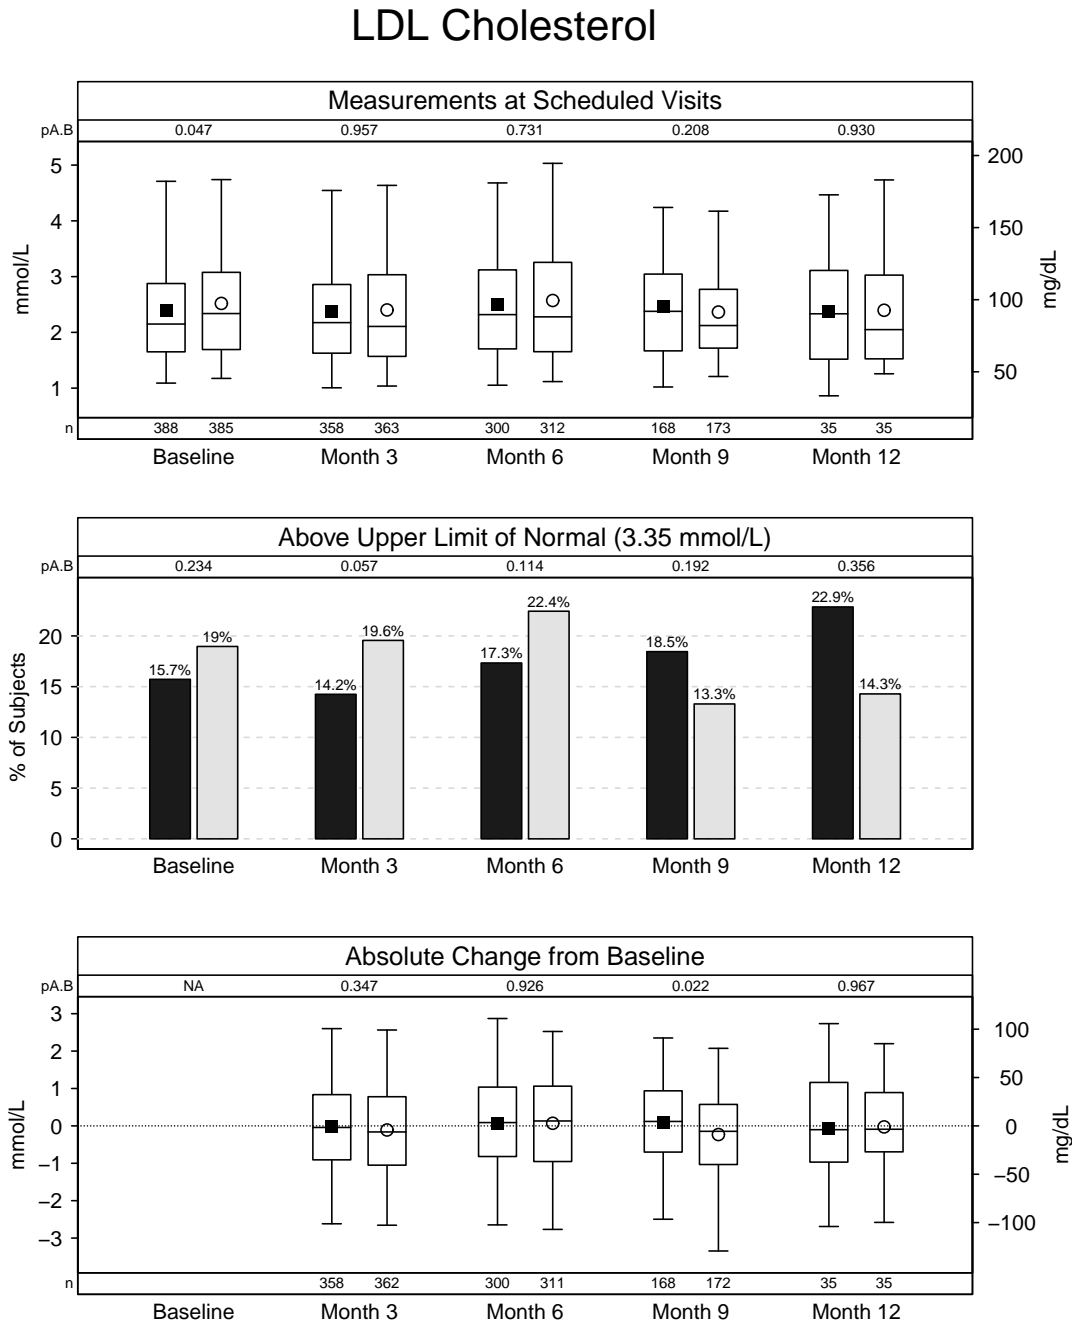 LDL Cholesterol
Measurements at Scheduled Visits
pA.B 0.047 0.957 0.731 0.208 0.930
5
4
3
2
1
mmol/L
200
150
100
50
mg/dL
n 388 385 358 363 300 312 168 173 35 35
Baseline Month 3 Month 6 Month 9 Month 12
Above Upper Limit of Normal (3.35 mmol/L)
pA.B 0.234 0.057 0.114 0.192 0.356
20
15
10
5
0
% of Subjects
15.7% 19% 14.2% 19.6% 17.3% 22.4% 18.5% 13.3% 22.9% 14.3%
Baseline Month 3 Month 6 Month 9 Month 12
Absolute Change from Baseline
pA.B NA 0.347 0.926 0.022 0.967
3
2
1
0
−1
−2
−3
mmol/L
100
50
0
−50
−100
mg/dL
n 358 362 300 311 168 172 35 35
Baseline Month 3 Month 6 Month 9 Month 12